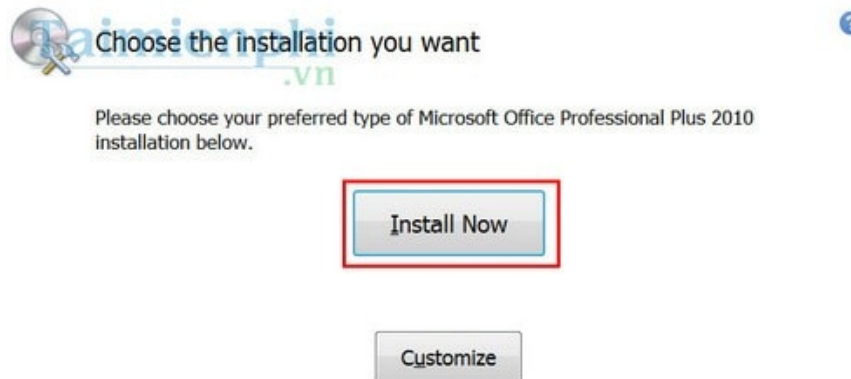 Taimienphi
.vn
Choose the installation you want
Please choose your preferred type of Microsoft Office Professional Plus 2010
installation below.
Install Now
Customize